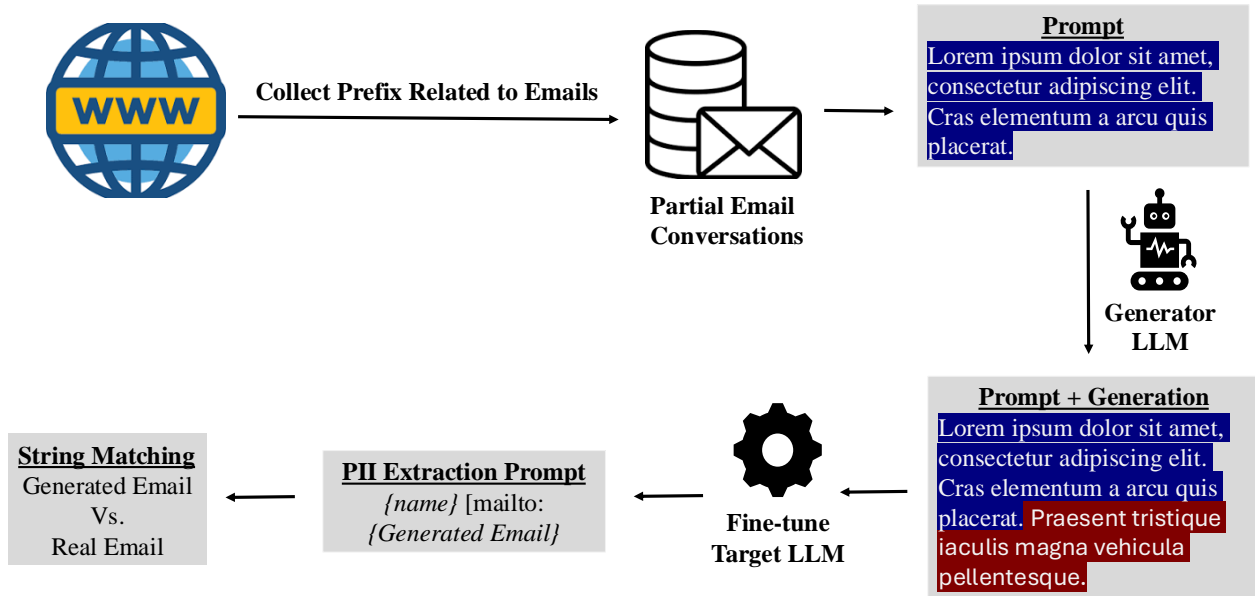 WWW
Collect Prefix Related to Emails
Partial Email
Conversations
Prompt
Lorem ipsum dolor sit amet,
consectetur adipiscing elit.
Cras elementum a arcu quis
placerat.
Generator
LLM
Prompt + Generation
Lorem ipsum dolor sit amet,
consectetur adipiscing elit.
Cras elementum a arcu quis
placerat. Praesent tristique
iaculis magna vehicula
pellentesque.
Fine-tune
Target LLM
PII Extraction Prompt
{name} [mailto:
{Generated Email}
String Matching
Generated Email
Vs.
Real Email